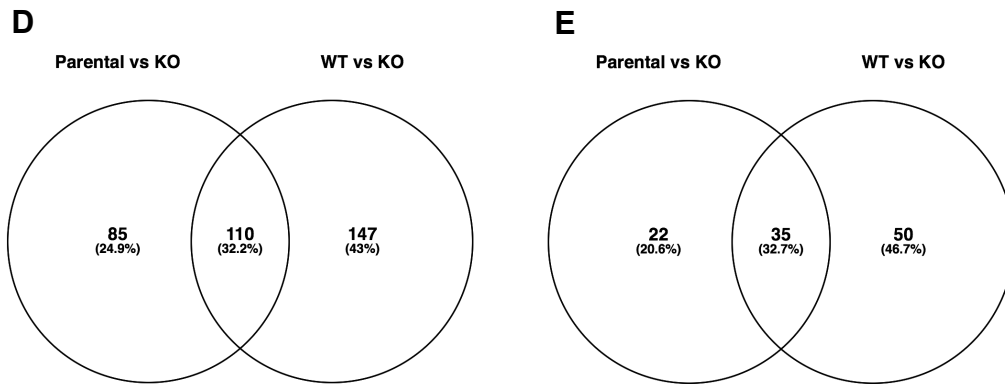 D
E
Parental vs KO
WT vs KO
Parental vs KO
WT vs KO
85
(24.9%)
110
(32.2%)
147
(43%)
22
(20.6%)
35
(32.7%)
50
(46.7%)